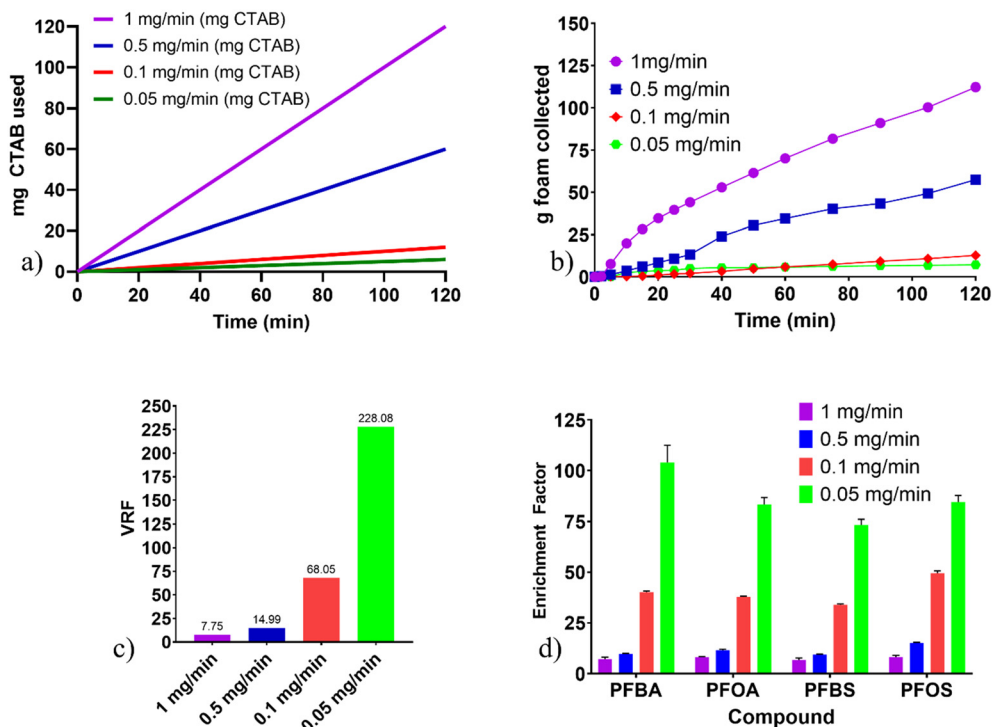 1 mg/min (mg CTAB)
0.5 mg/min (mg CTAB)
0.1 mg/min (mg CTAB)
0.05 mg/min (mg CTAB)
mg CTAB used
120
100
80
60
40
20
0
0 20 40 60 80 100 120
Time (min)
a)
1mg/min
0.5 mg/min
0.1 mg/min
0.05 mg/min
g foam collected
150
125
100
75
50
25
0
0 20 40 60 80 100 120
Time (min)
b)
VRF
250
225
200
175
150
125
100
75
50
25
0
7.75
14.99
68.05
228.08
1 mg/min
0.5 mg/min
0.1 mg/min
0.05 mg/min
c)
1 mg/min
0.5 mg/min
0.1 mg/min
0.05 mg/min
Enrichment Factor
125
100
75
50
25
0
PFBA PFOA PFBS PFOS
Compound
d)